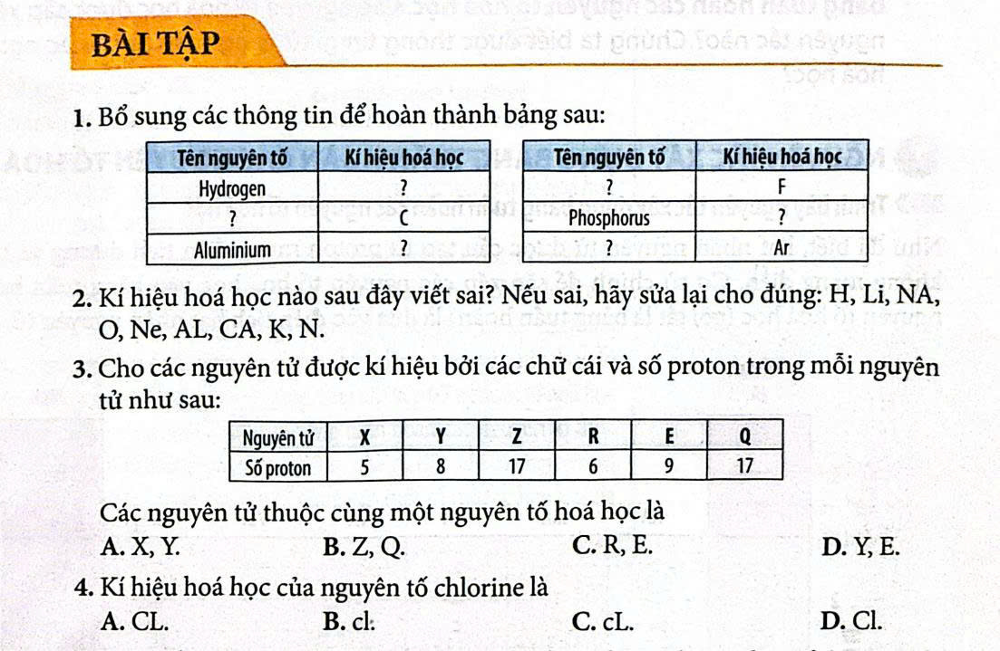 BÀI TẬP
1. Bổ sung các thông tin để hoàn thành bảng sau:
Tên nguyên tố Kí hiệu hoá học
Hydrogen ?
? C
Aluminium ?
Tên nguyên tố Kí hiệu hoá học
? F
Phosphorus ?
? Ar
2. Kí hiệu hoá học nào sau đây viết sai? Nếu sai, hãy sửa lại cho đúng: H, Li, NA,
O, Ne, AL, CA, K, N.
3. Cho các nguyên tử được kí hiệu bởi các chữ cái và số proton trong mỗi nguyên
tử như sau:
Nguyên tử X Y Z R E Q
Số proton 5 8 17 6 9 17
Các nguyên tử thuộc cùng một nguyên tố hoá học là
A. X, Y. B. Z, Q. C. R, E. D. Y, E.
4. Kí hiệu hoá học của nguyên tố chlorine là
A. CL. B. cl. C. cL. D. Cl.